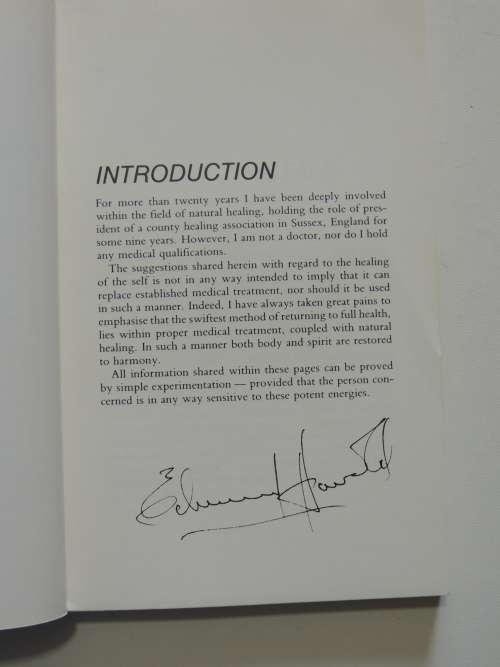 INTRODUCTION
For more than twenty years I have been deeply involved
within the field of natural healing, holding the role of pres-
ident of a county healing association in Sussex, England for
some nine years. However, I am not a doctor, nor do I hold
any medical qualifications.
The suggestions shared herein with regard to the healing
of the self is not in any way intended to imply that it can
replace established medical treatment, nor should it be used
in such a manner. Indeed, I have always taken great pains to
emphasise that the swiftest method of returning to full health,
lies within proper medical treatment, coupled with natural
healing. In such a manner both body and spirit are restored
to harmony.
All information shared within these pages can be proved
by simple experimentation — provided that the person con-
cerned is in any way sensitive to these potent energies.